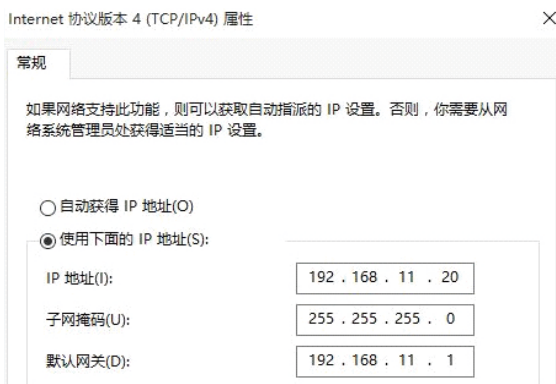 Internet 协议版本 4 (TCP/IPv4) 属性
常规
如果网络支持此功能，则可以获取自动指派的 IP 设置。否则，你需要从网
络系统管理员处获得适当的 IP 设置。
自动获得 IP 地址(O)
使用下面的 IP 地址(S):
IP 地址(I): 192 . 168 . 11 . 20
子网掩码(U): 255 . 255 . 255 . 0
默认网关(D): 192 . 168 . 11 . 1